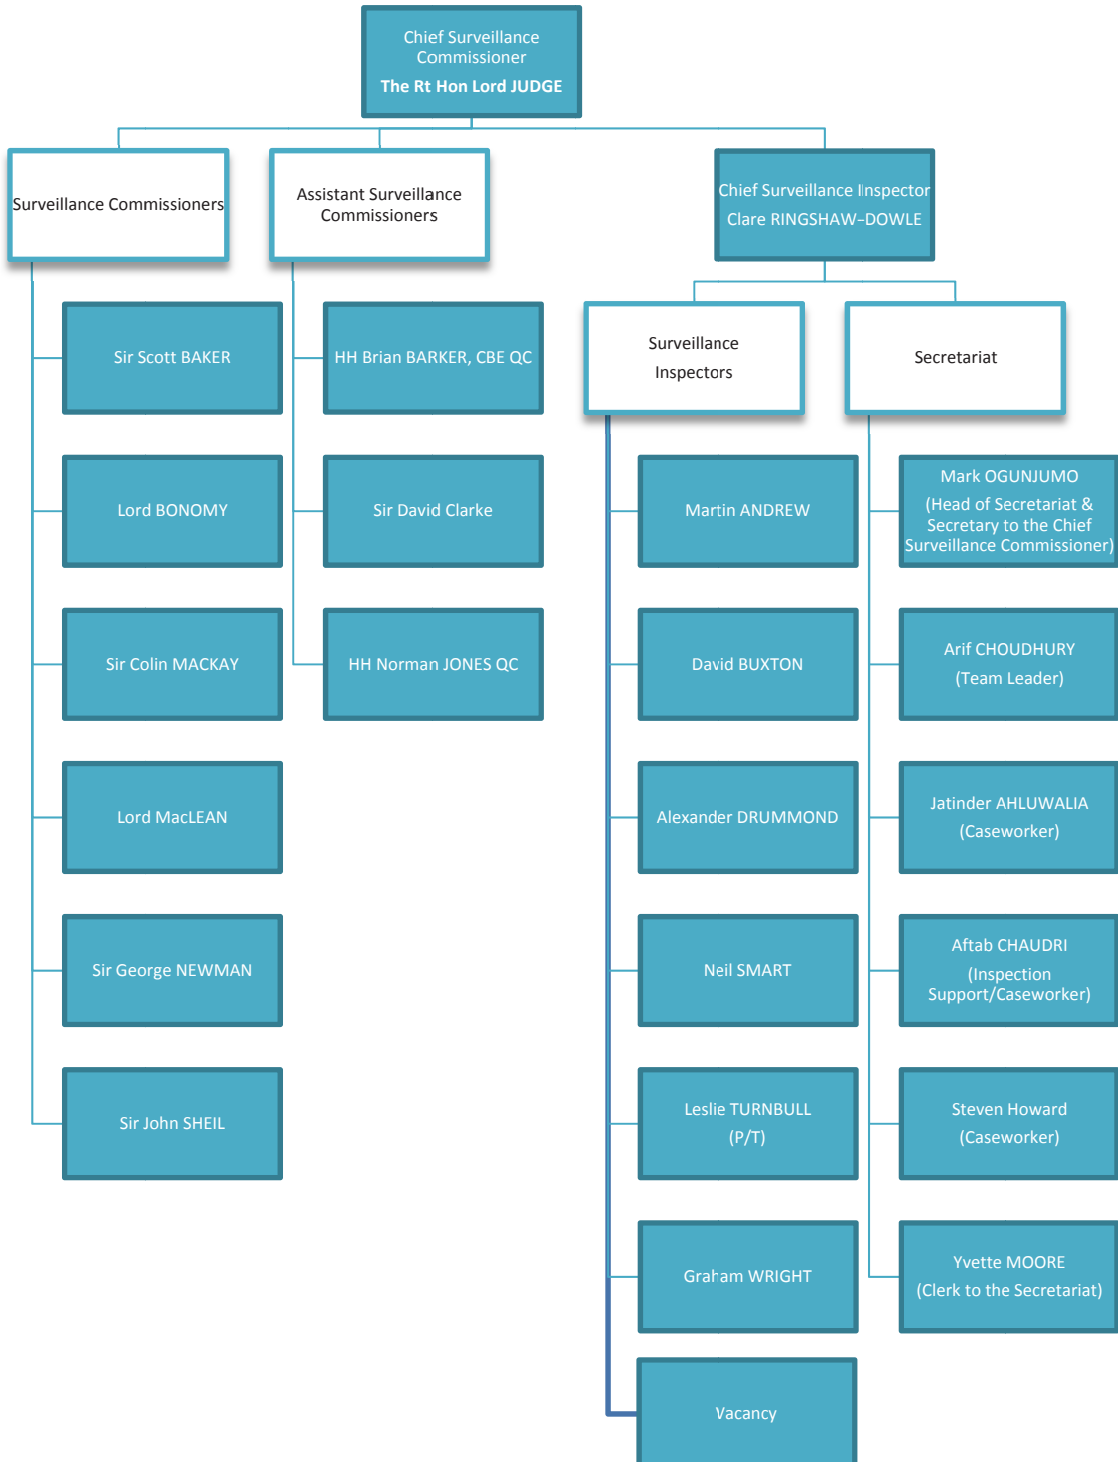 Chief Surveillance
Commissioner
The Rt Hon Lord JUDGE
Surveillance Commissioners
Assistant Surveillance
Commissioners
Chief Surveillance Inspector
Clare RINGSHAW-DOWLE
Sir Scott BAKER
Lord BONOMY
Sir Colin MACKAY
Lord MacLEAN
Sir George NEWMAN
Sir John SHEIL
HH Brian BARKER, CBE QC
Sir David Clarke
HH Norman JONES QC
Surveillance
Inspectors
Martin ANDREW
David BUXTON
Alexander DRUMMOND
Neil SMART
Leslie TURNBULL
(P/T)
Graham WRIGHT
Vacancy
Secretariat
Mark OGUNJUMO
(Head of Secretariat &
Secretary to the Chief
Surveillance Commissioner)
Arif CHOUDHURY
(Team Leader)
Jatinder AHLUWALIA
(Caseworker)
Aftab CHAUDRI
(Inspection
Support/Caseworker)
Steven Howard
(Caseworker)
Yvette MOORE
(Clerk to the Secretariat)